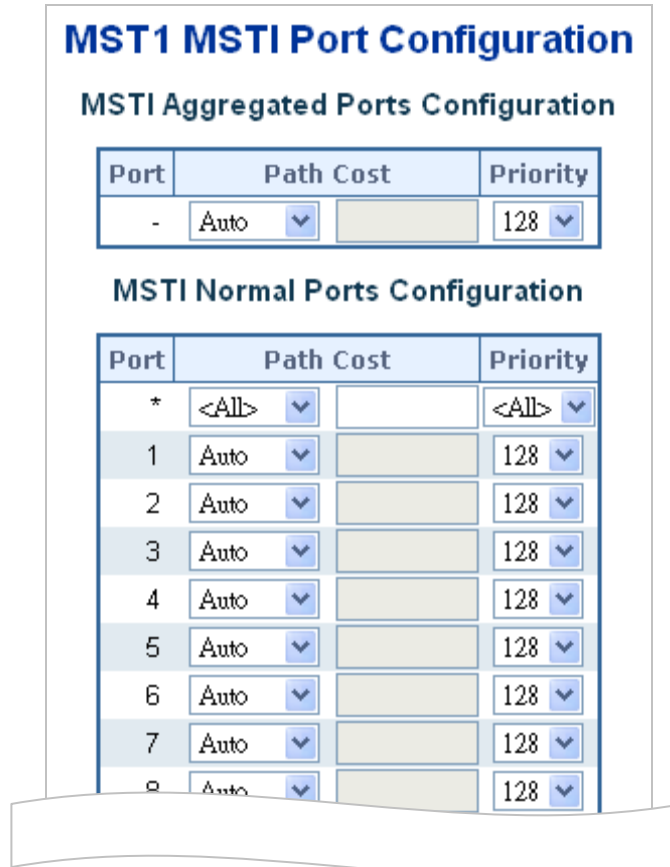 MST1 MSTI Port Configuration
MSTI Aggregated Ports Configuration
Port Path Cost Priority
- Auto 128
MSTI Normal Ports Configuration
Port Path Cost Priority
* <All> <All>
1 Auto 128
2 Auto 128
3 Auto 128
4 Auto 128
5 Auto 128
6 Auto 128
7 Auto 128
8 Auto 128